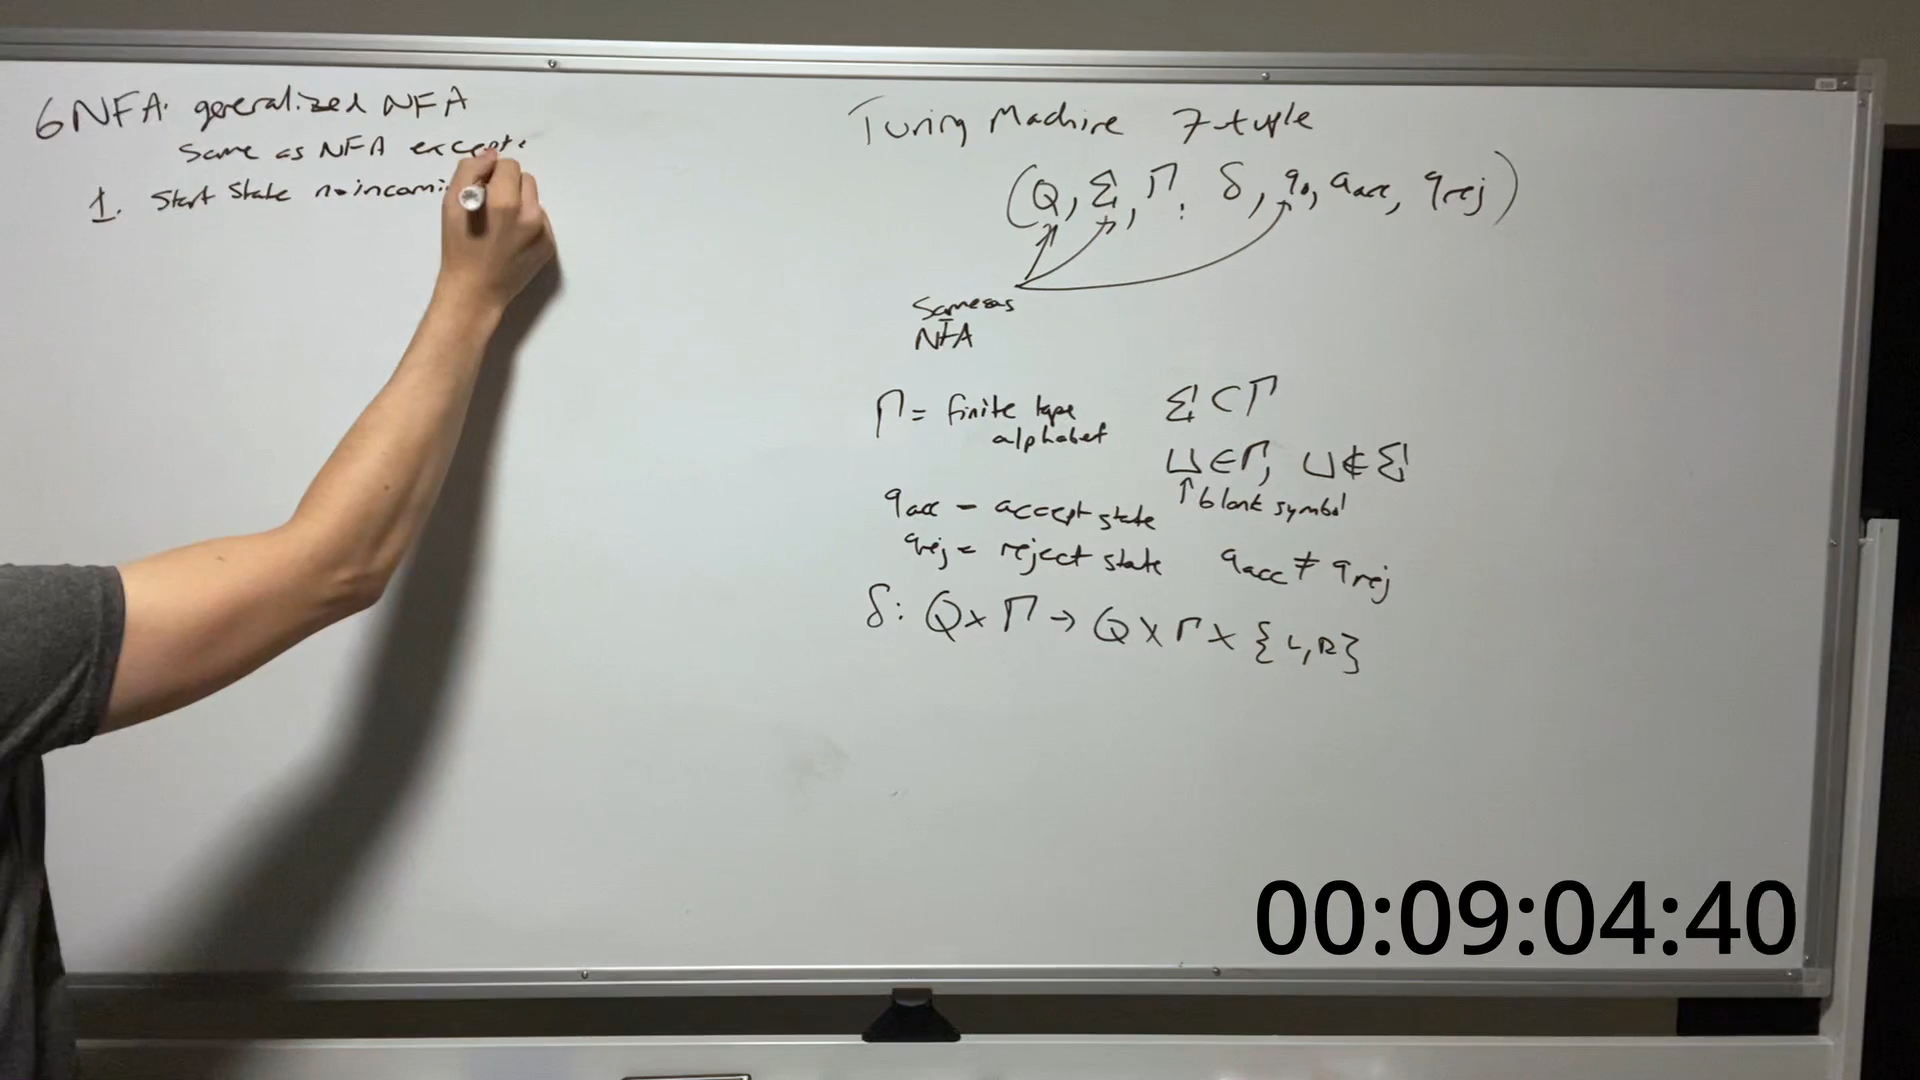 GNFA: generalized NFA
Same as NFA except:
1. Start state no incomi
Turing Machine 7-tuple
(Q, Σ, Γ, δ, q₀, qacc, qrej)
Same as
NFA
Γ = finite tape
alphabet
Σ ⊂ Γ
⊔ ∈ Γ, ⊔ ∉ Σ
↑ blank symbol
qacc - accept state
qrej = reject state qacc ≠ qrej
δ: Q × Γ → Q × Γ × {L, R}
00:09:04:40